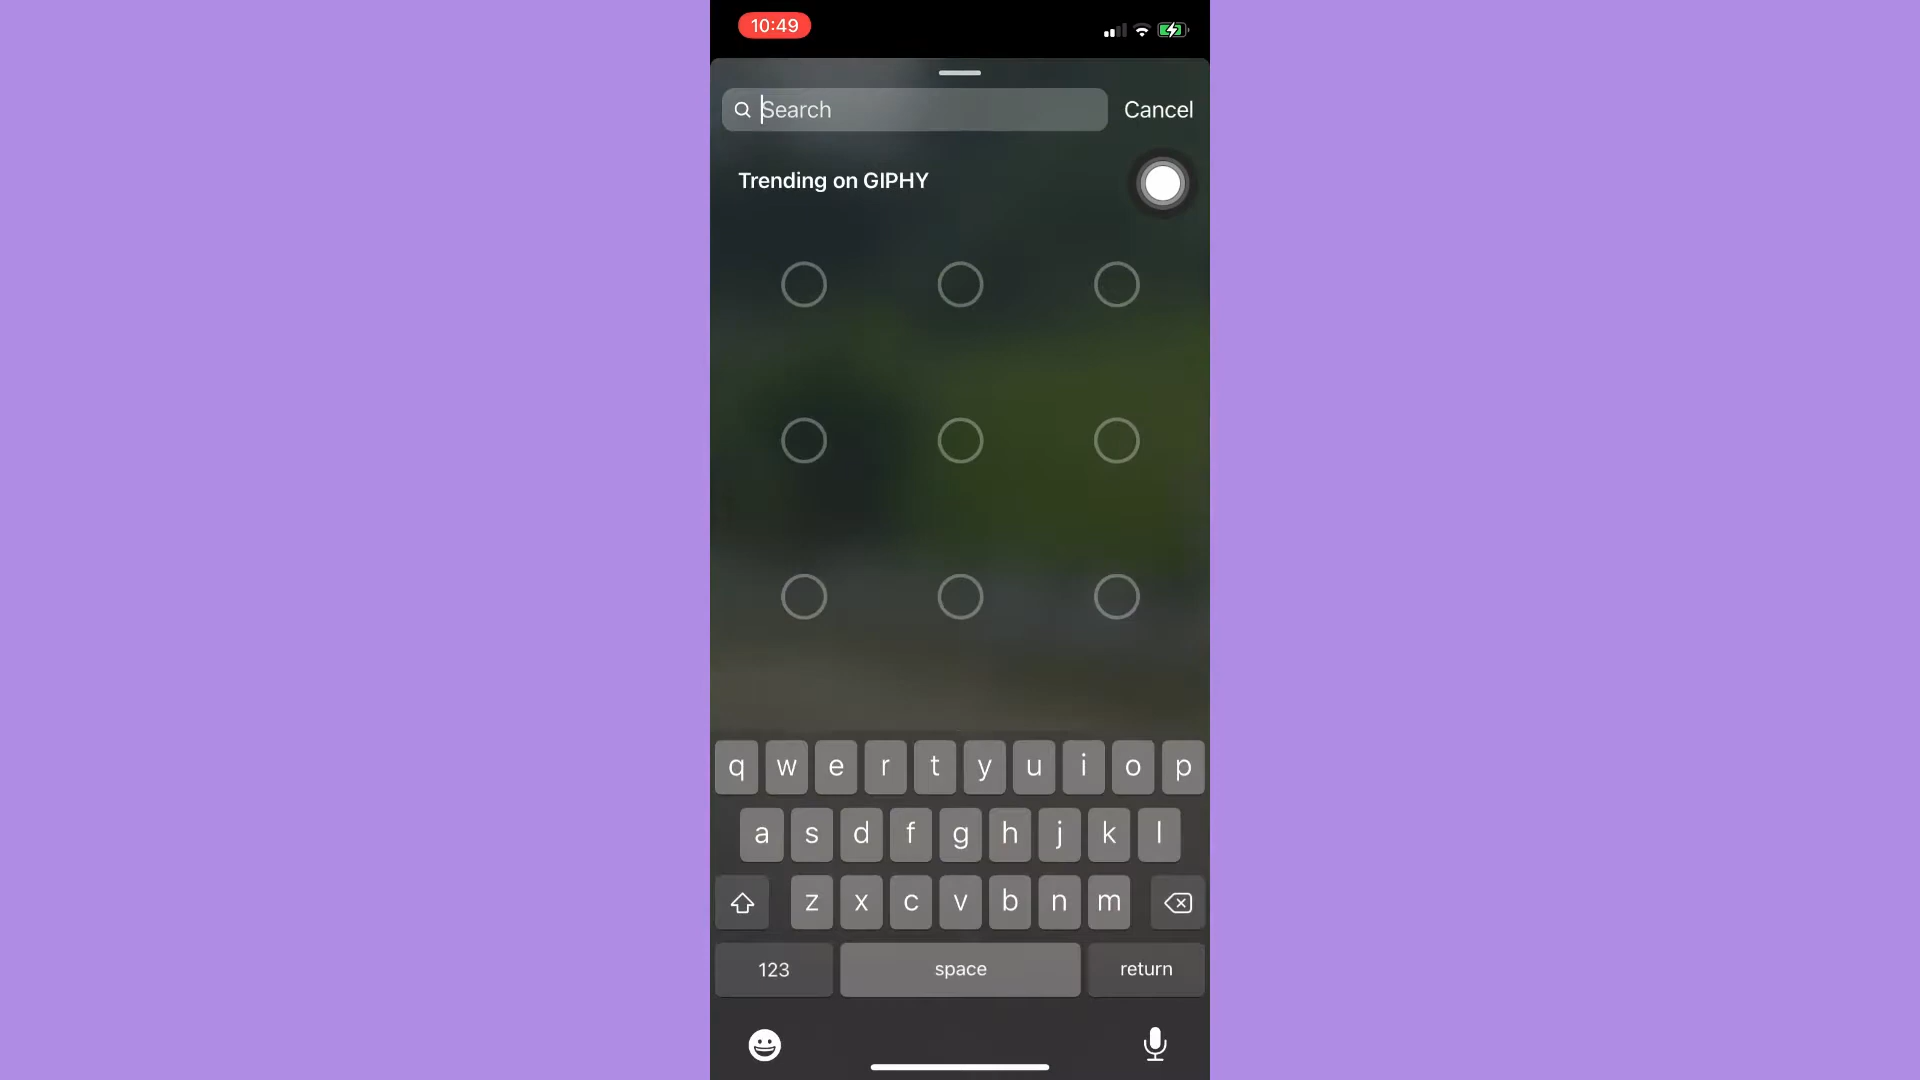 10:49
Search
Cancel
Trending on GIPHY
q w e r t y u i o p
a s d f g h j k l
z x c v b n m
123 space return